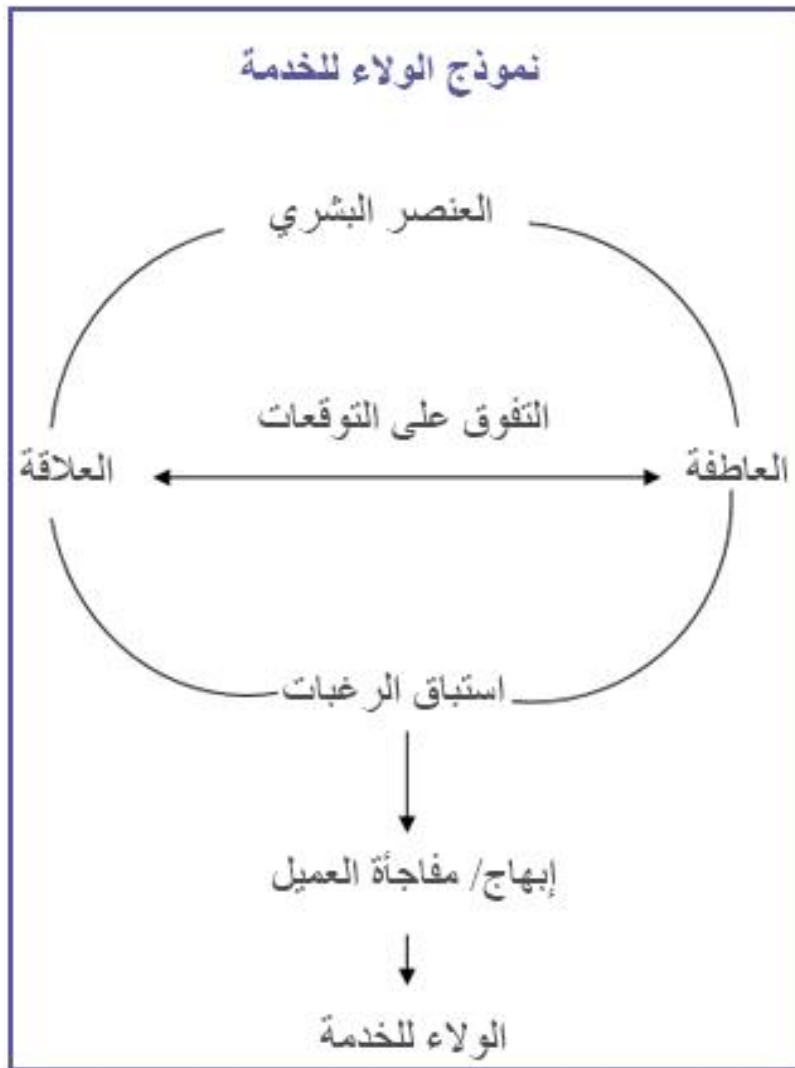 نموذج الولاء للخدمة
العنصر البشري
التفوق على التوقعات
العاطفة
العلاقة
استباق الرغبات
إبهاج/ مفاجأة العميل
الولاء للخدمة